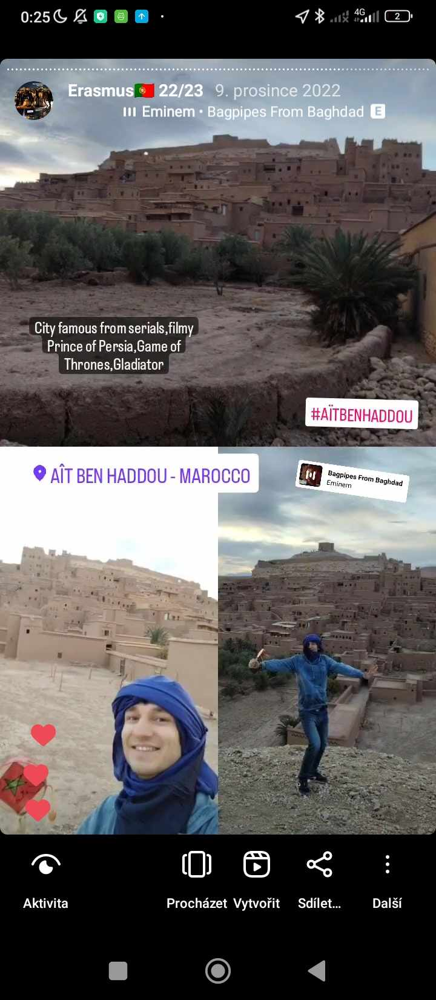 0:25
4G
2
Erasmus🇵🇹 22/23 9. prosince 2022
Eminem • Bagpipes From Baghdad E
City famous from serials,filmy
Prince of Persia,Game of
Thrones,Gladiator
#AÏTBENHADDOU
AÎT BEN HADDOU - MAROCCO
Bagpipes From Baghdad
Eminem
Aktivita
Procházet
Vytvořit
Sdílet...
Další